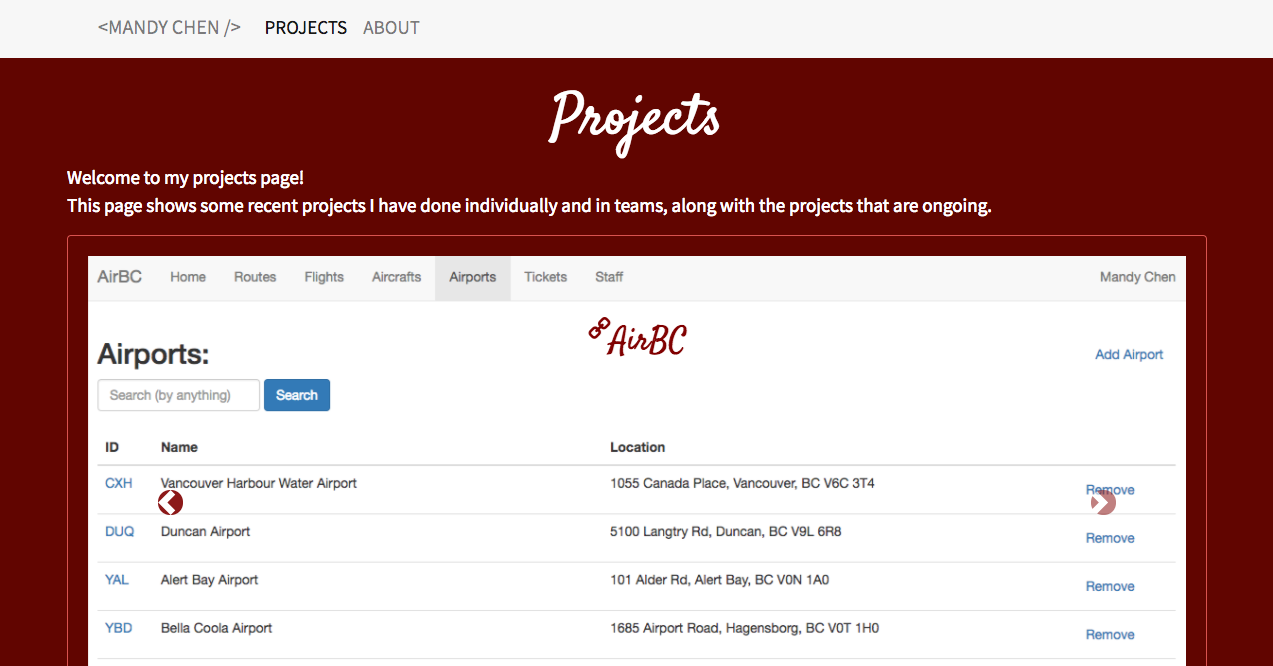 <MANDY CHEN /> PROJECTS ABOUT
Projects
Welcome to my projects page!
This page shows some recent projects I have done individually and in teams, along with the projects that are ongoing.
AirBC Home Routes Flights Aircrafts Airports Tickets Staff Mandy Chen
AirBC
Airports: Add Airport
Search (by anything) Search
ID Name Location
CXH Vancouver Harbour Water Airport 1055 Canada Place, Vancouver, BC V6C 3T4 Remove
DUQ Duncan Airport 5100 Langtry Rd, Duncan, BC V9L 6R8 Remove
YAL Alert Bay Airport 101 Alder Rd, Alert Bay, BC V0N 1A0 Remove
YBD Bella Coola Airport 1685 Airport Road, Hagensborg, BC V0T 1H0 Remove